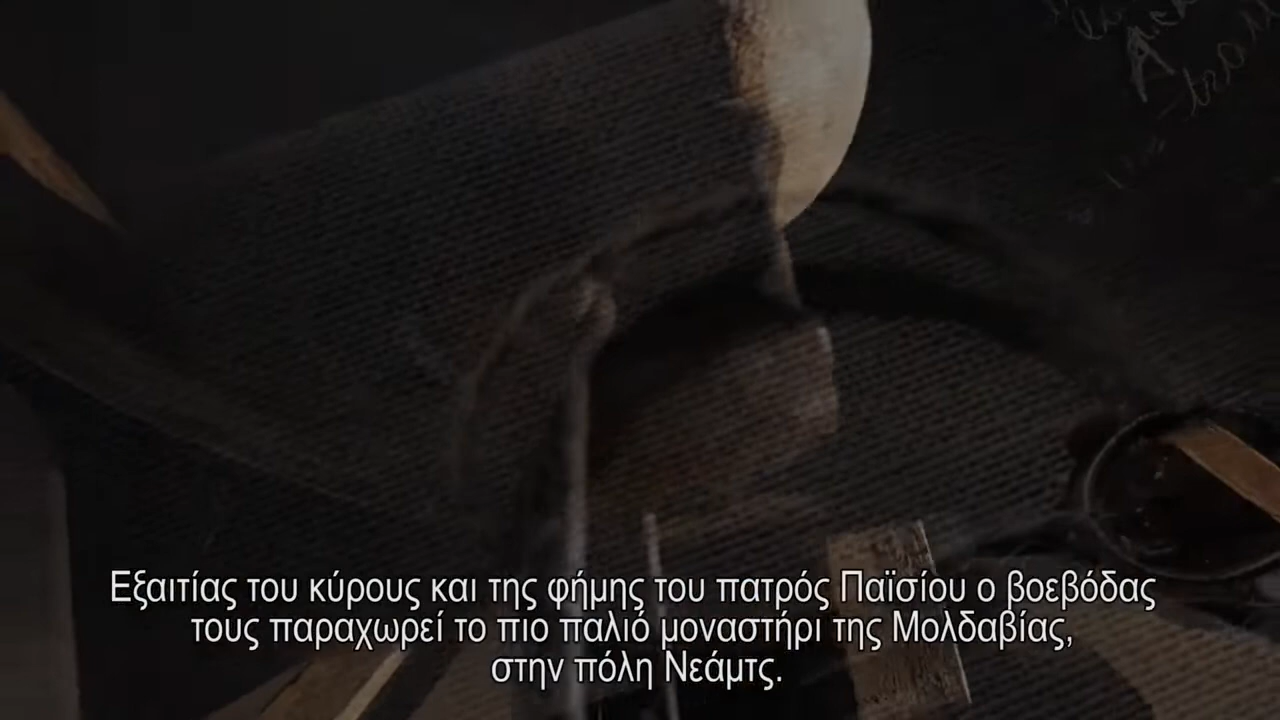 Εξαιτίας του κύρους και της φήμης του πατρός Παϊσίου ο βοεβόδας
τους παραχωρεί το πιο παλιό μοναστήρι της Μολδαβίας,
στην πόλη Νεάμτς.